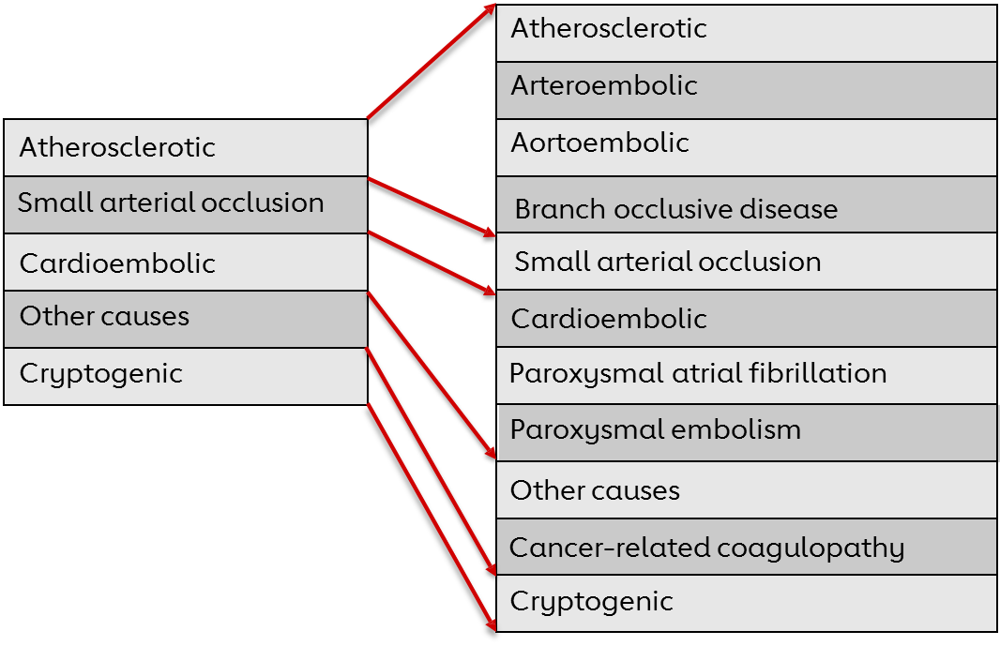 Atherosclerotic
Small arterial occlusion
Cardioembolic
Other causes
Cryptogenic
Atherosclerotic
Arteroembolic
Aortoembolic
Branch occlusive disease
Small arterial occlusion
Cardioembolic
Paroxysmal atrial fibrillation
Paroxysmal embolism
Other causes
Cancer-related coagulopathy
Cryptogenic